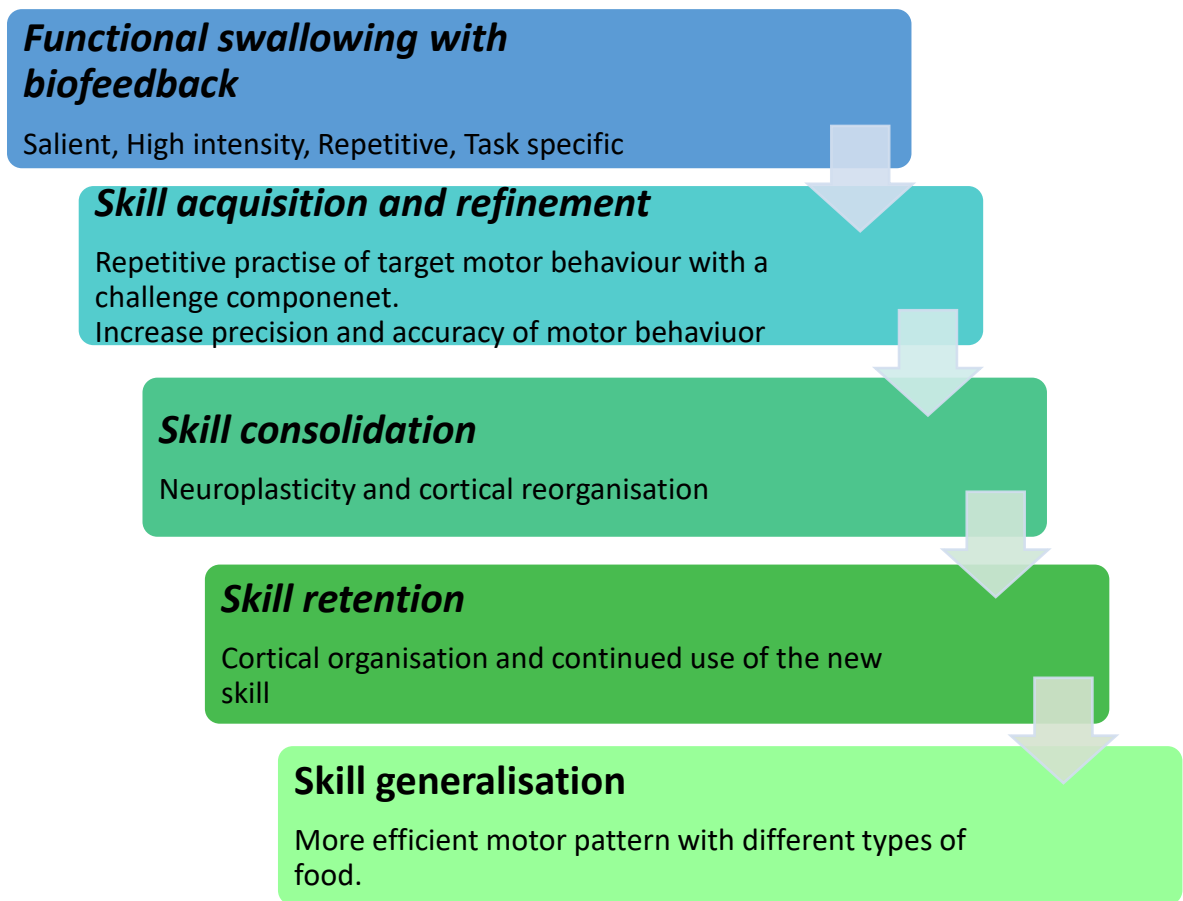 Functional swallowing with
biofeedback
Salient, High intensity, Repetitive, Task specific
Skill acquisition and refinement
Repetitive practise of target motor behaviour with a
challenge componenet.
Increase precision and accuracy of motor behaviuor
Skill consolidation
Neuroplasticity and cortical reorganisation
Skill retention
Cortical organisation and continued use of the new
skill
Skill generalisation
More efficient motor pattern with different types of
food.